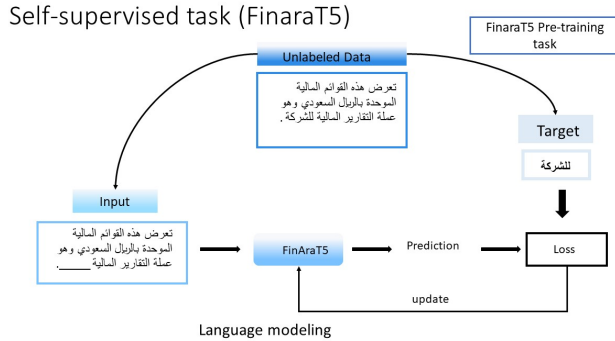 Self-supervised task (FinaraT5)
FinaraT5 Pre-training
task
Unlabeled Data
تعرض هذه القوائم المالية
الموحدة بالريال السعودي وهو
عملة التقارير المالية للشركة .
Target
للشركة
Input
تعرض هذه القوائم المالية
الموحدة بالريال السعودي وهو
عملة التقارير المالية _____.
FinAraT5
Prediction
Loss
update
Language modeling